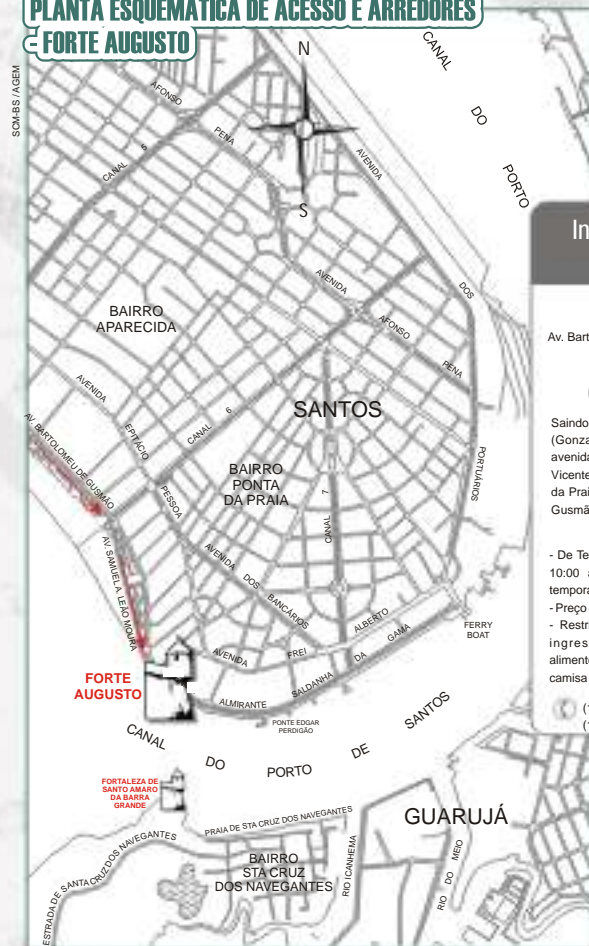 PLANTA ESQUEMÁTICA DE ACESSO E ARREDORES
- FORTE AUGUSTO
SCM-BS / AGEM
N
S
CANAL DO PORTO
AFONSO PENA
CANAL 5
AVENIDA DOS PORTUÁRIOS
AVENIDA AFONSO PENA
BAIRRO
APARECIDA
SANTOS
AVENIDA EPITÁCIO PESSOA
CANAL 6
BAIRRO
PONTA
DA PRAIA
CANAL 7
AV. BARTOLOMEU DE GUSMÃO
AV. SAMUEL A. LEÃO MOURA
AVENIDA DOS BANCÁRIOS
AVENIDA FREI ALBERTO
ALMIRANTE SALDANHA DA GAMA
FERRY
BOAT
FORTE
AUGUSTO
PONTE EDGAR
PERDIGÃO
CANAL DO PORTO DE SANTOS
FORTALEZA DE
SANTO AMARO
DA BARRA
GRANDE
GUARUJÁ
PRAIA DE STA CRUZ DOS NAVEGANTES
ESTRADA DE SANTA CRUZ DOS NAVEGANTES
BAIRRO
STA CRUZ
DOS NAVEGANTES
RIO ICANHEMA
RIO DO MEIO
In
Av. Bart
Saindo
(Gonza
avenida
Vicente
da Prai
Gusmã
- De Te
10:00 a
tempora
- Preço
- Restri
ingres
aliment
camisa
(1
(1